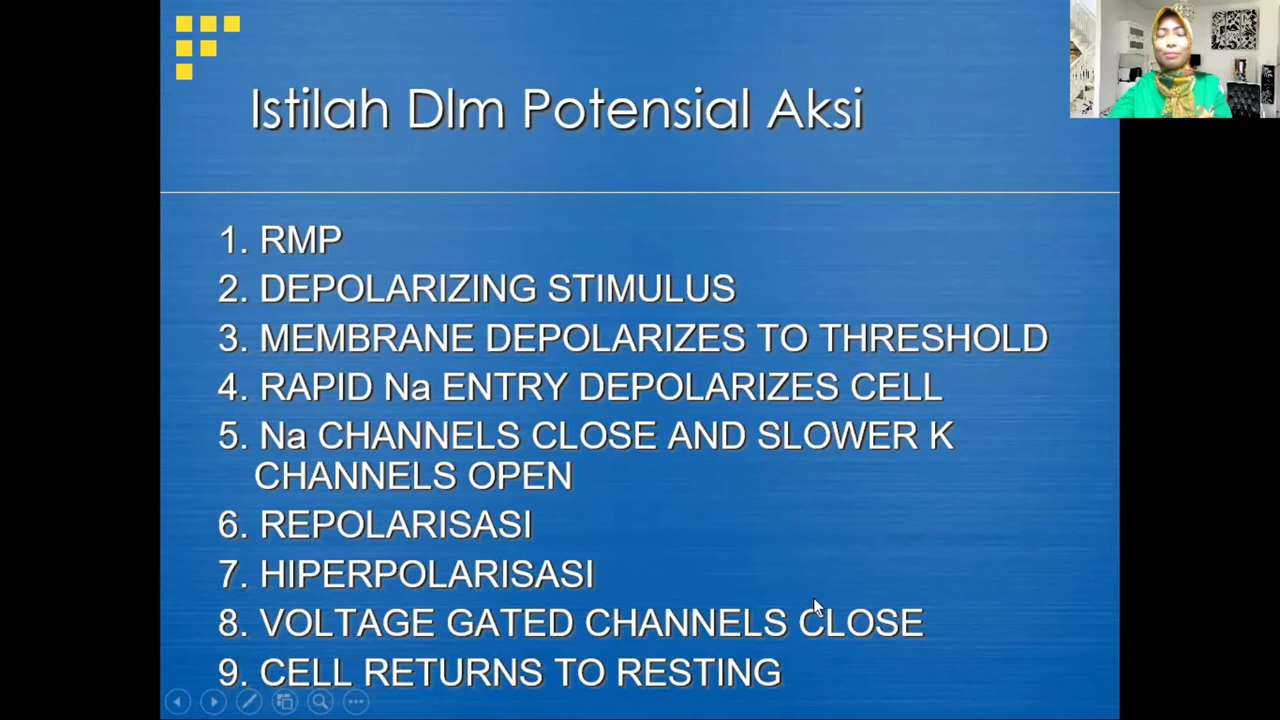 Istilah Dlm Potensial Aksi
1. RMP
2. DEPOLARIZING STIMULUS
3. MEMBRANE DEPOLARIZES TO THRESHOLD
4. RAPID Na ENTRY DEPOLARIZES CELL
5. Na CHANNELS CLOSE AND SLOWER K
CHANNELS OPEN
6. REPOLARISASI
7. HIPERPOLARISASI
8. VOLTAGE GATED CHANNELS CLOSE
9. CELL RETURNS TO RESTING